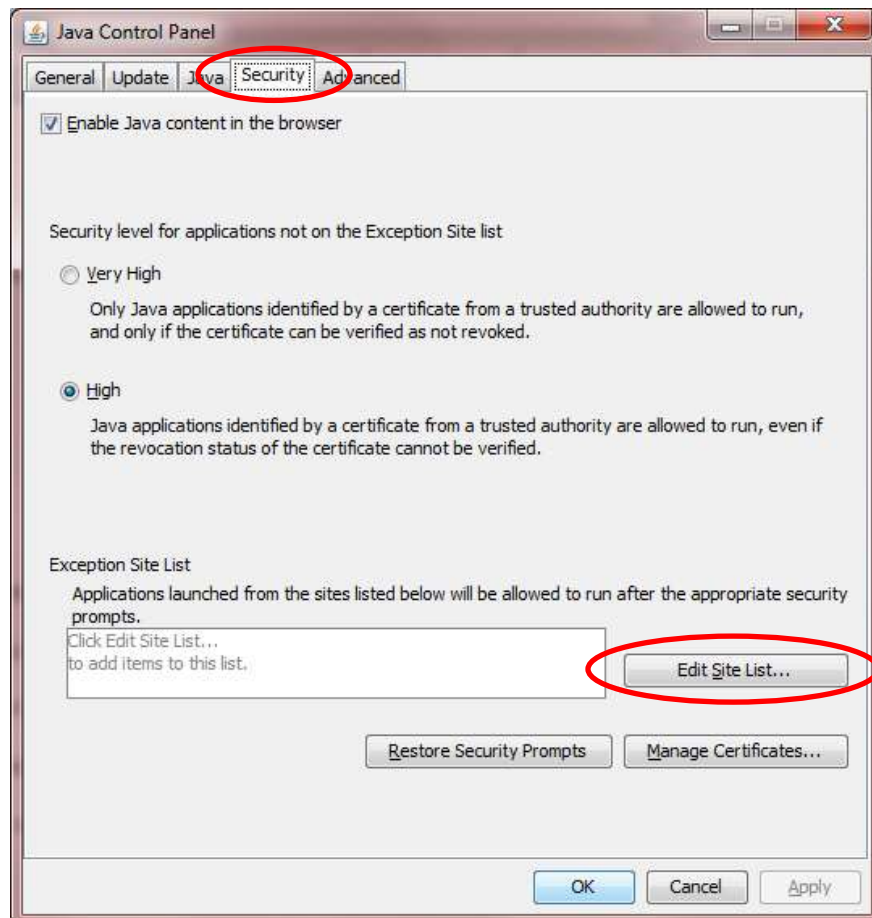 Java Control Panel
General Update Java Security Advanced
Enable Java content in the browser
Security level for applications not on the Exception Site list
Very High
Only Java applications identified by a certificate from a trusted authority are allowed to run,
and only if the certificate can be verified as not revoked.
High
Java applications identified by a certificate from a trusted authority are allowed to run, even if
the revocation status of the certificate cannot be verified.
Exception Site List
Applications launched from the sites listed below will be allowed to run after the appropriate security
prompts.
Click Edit Site List...
to add items to this list.
Edit Site List...
Restore Security Prompts Manage Certificates...
OK Cancel Apply